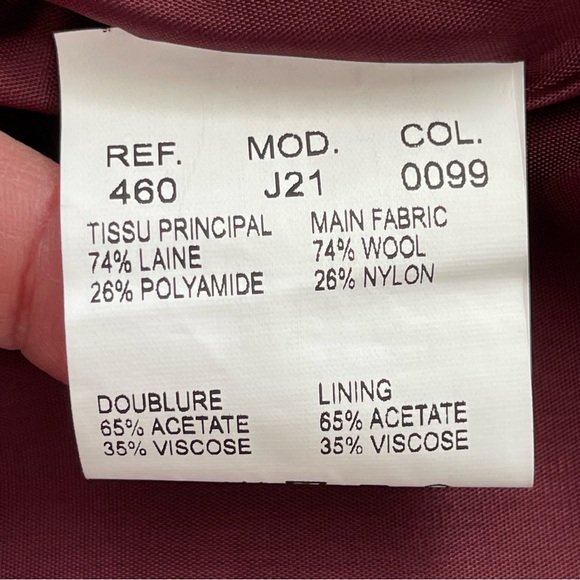 REF. MOD. COL.
460 J21 0099
TISSU PRINCIPAL MAIN FABRIC
74% LAINE 74% WOOL
26% POLYAMIDE 26% NYLON
DOUBLURE LINING
65% ACETATE 65% ACETATE
35% VISCOSE 35% VISCOSE